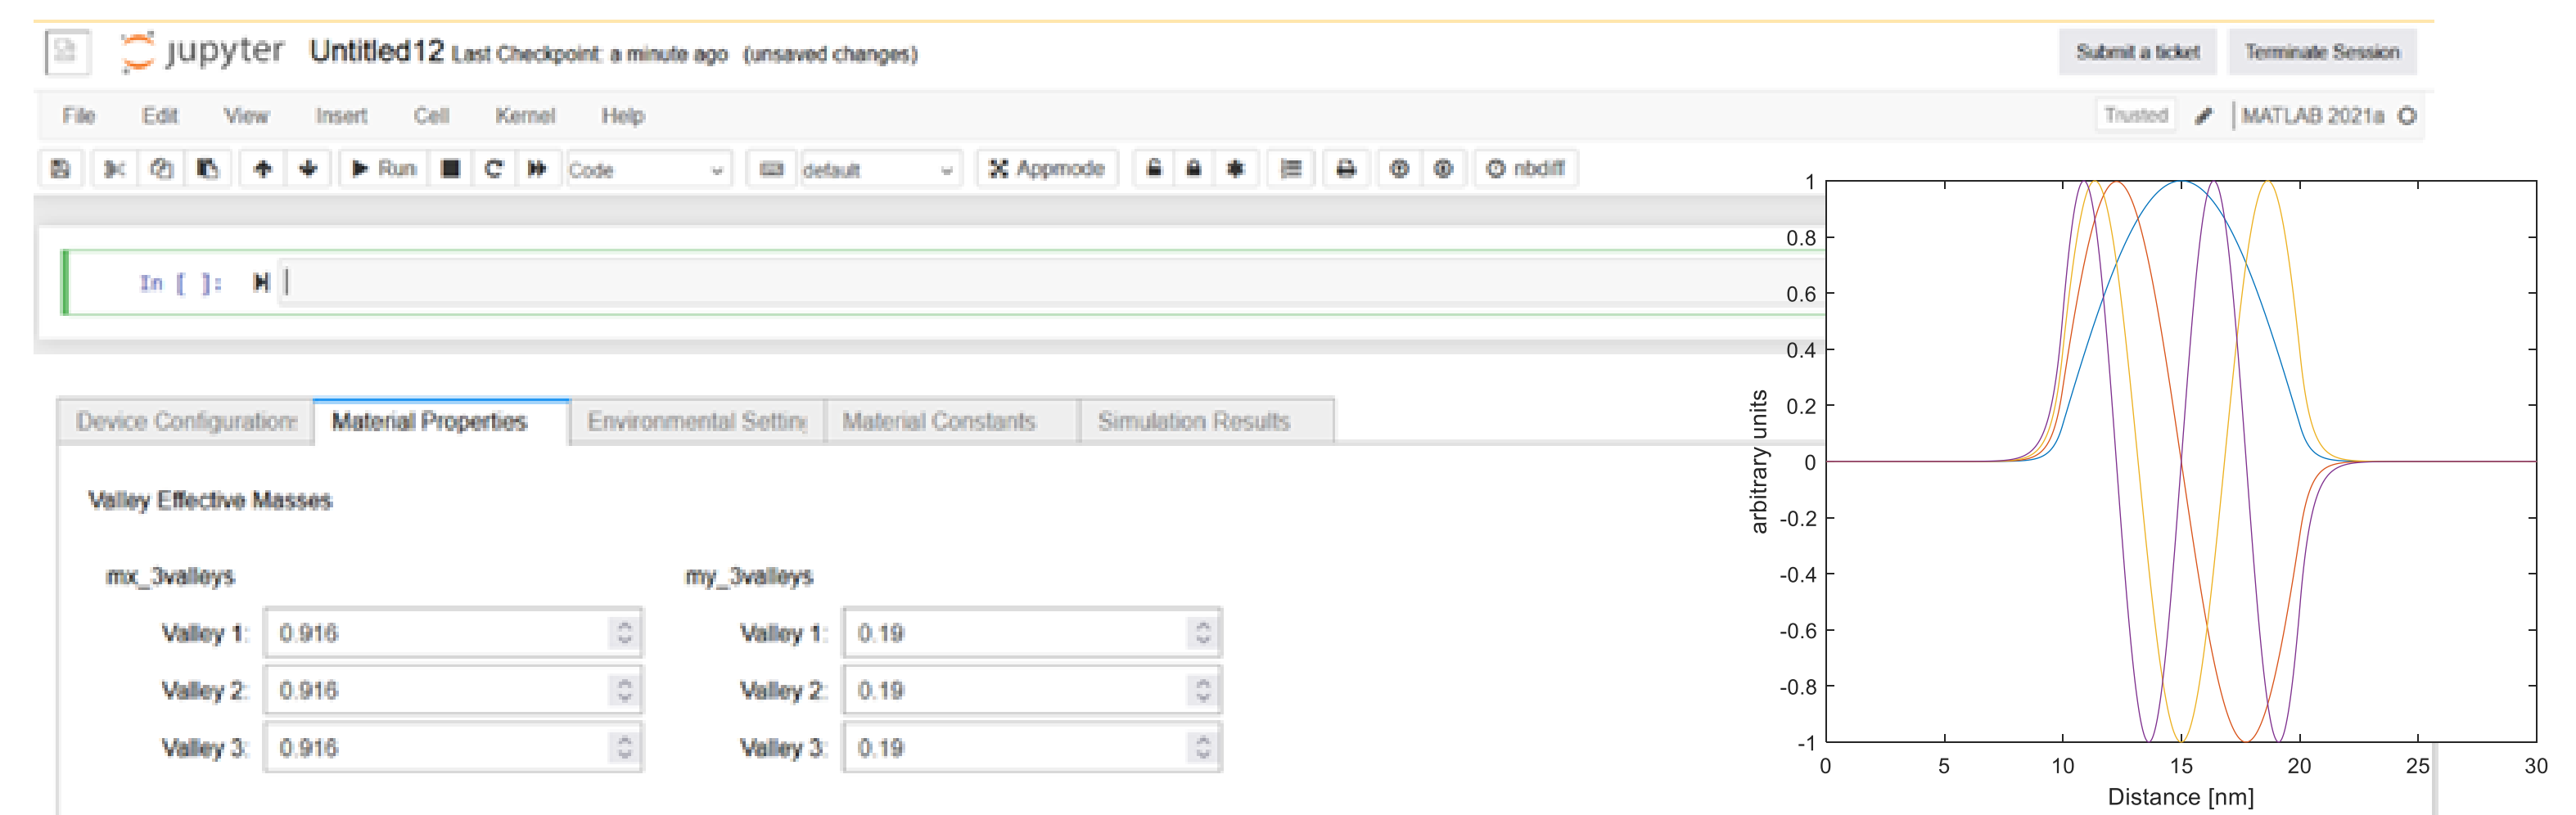 jupyter Untitled12 Last Checkpoint: a minute ago (unsaved changes) Submit a ticket Terminate Session
File Edit View Insert Cell Kernel Help Trusted MATLAB 2021a
Run Code default Appmode nbdiff
In [ ]:
Device Configurations Material Properties Environmental Setting Material Constants Simulation Results
Valley Effective Masses
mx_3valleys my_3valleys
Valley 1: 0.916 Valley 1: 0.19
Valley 2: 0.916 Valley 2: 0.19
Valley 3: 0.916 Valley 3: 0.19
arbitrary units
1
0.8
0.6
0.4
0.2
0
-0.2
-0.4
-0.6
-0.8
-1
0 5 10 15 20 25 30
Distance [nm]